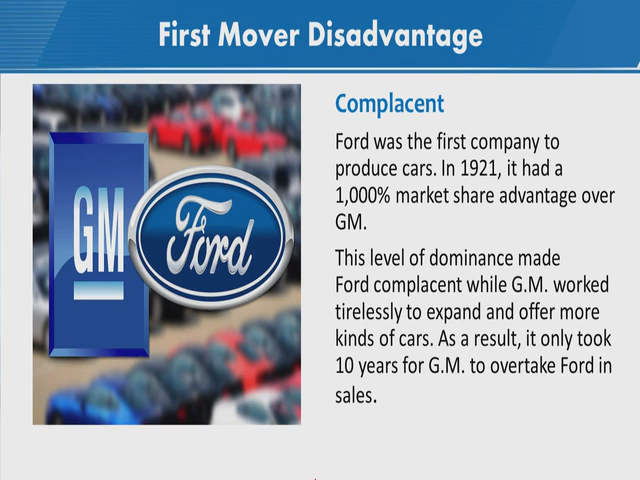 First Mover Disadvantage
GM
Ford
Complacent
Ford was the first company to
produce cars. In 1921, it had a
1,000% market share advantage over
GM.
This level of dominance made
Ford complacent while G.M. worked
tirelessly to expand and offer more
kinds of cars. As a result, it only took
10 years for G.M. to overtake Ford in
sales.